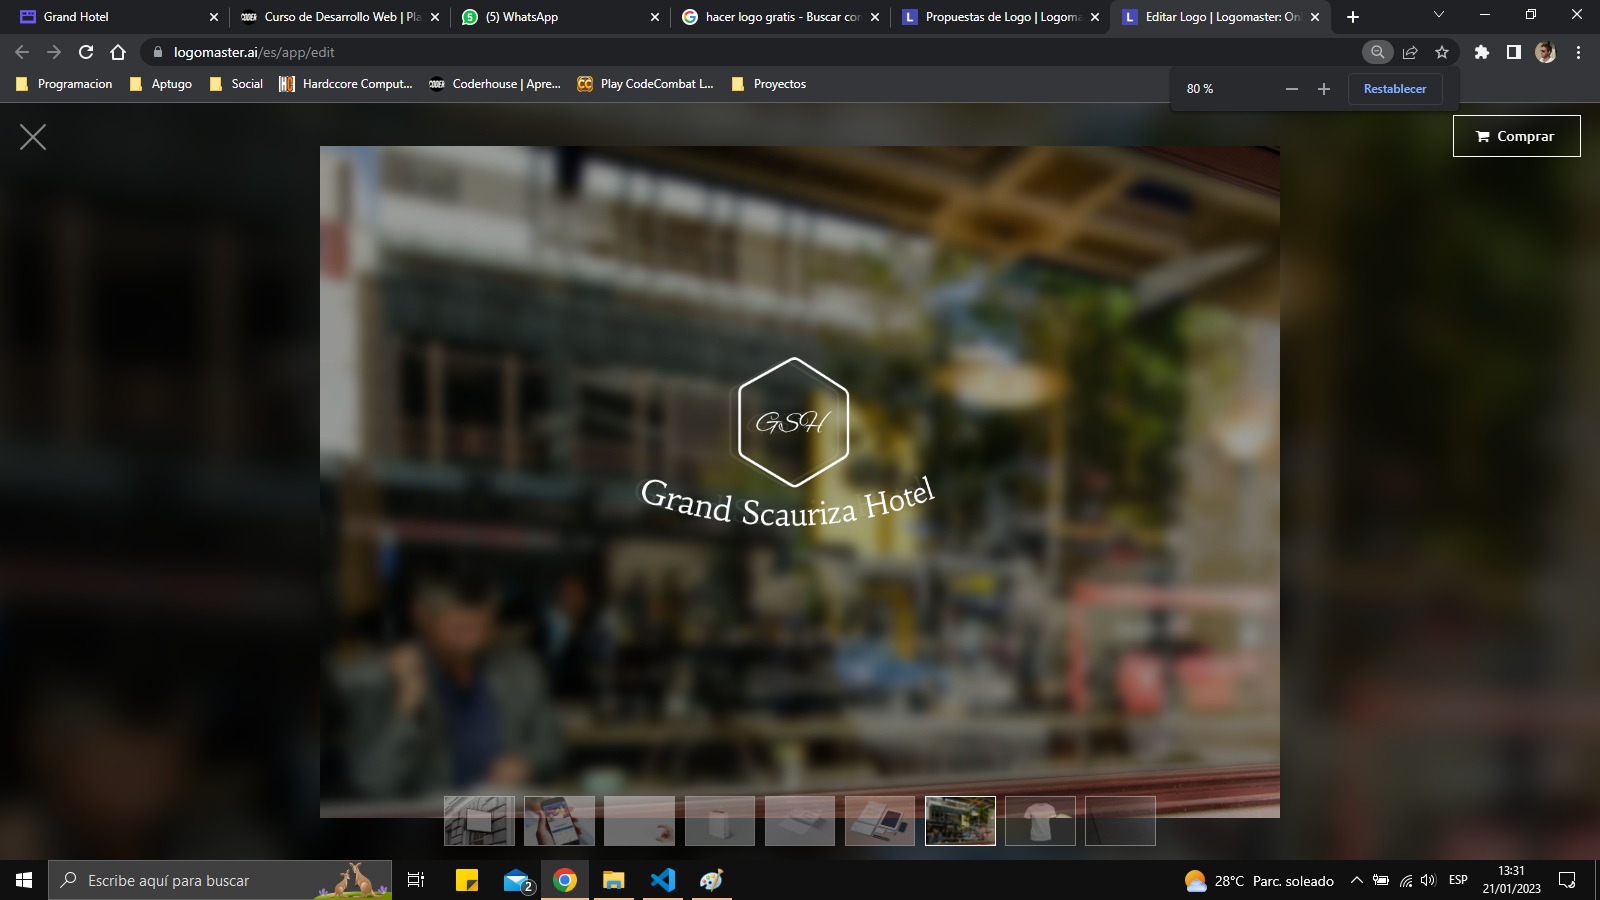 Grand Hotel
Curso de Desarrollo Web | Pla
(5) WhatsApp
hacer logo gratis - Buscar con
Propuestas de Logo | Logoma
Editar Logo | Logomaster: Onl
logomaster.ai/es/app/edit
Programacion
Aptugo
Social
Hardccore Comput...
Coderhouse | Apre...
Play CodeCombat L...
Proyectos
80 %
Restablecer
Comprar
GSH
Grand Scauriza Hotel
Escribe aquí para buscar
2
28°C Parc. soleado
ESP
13:31
21/01/2023